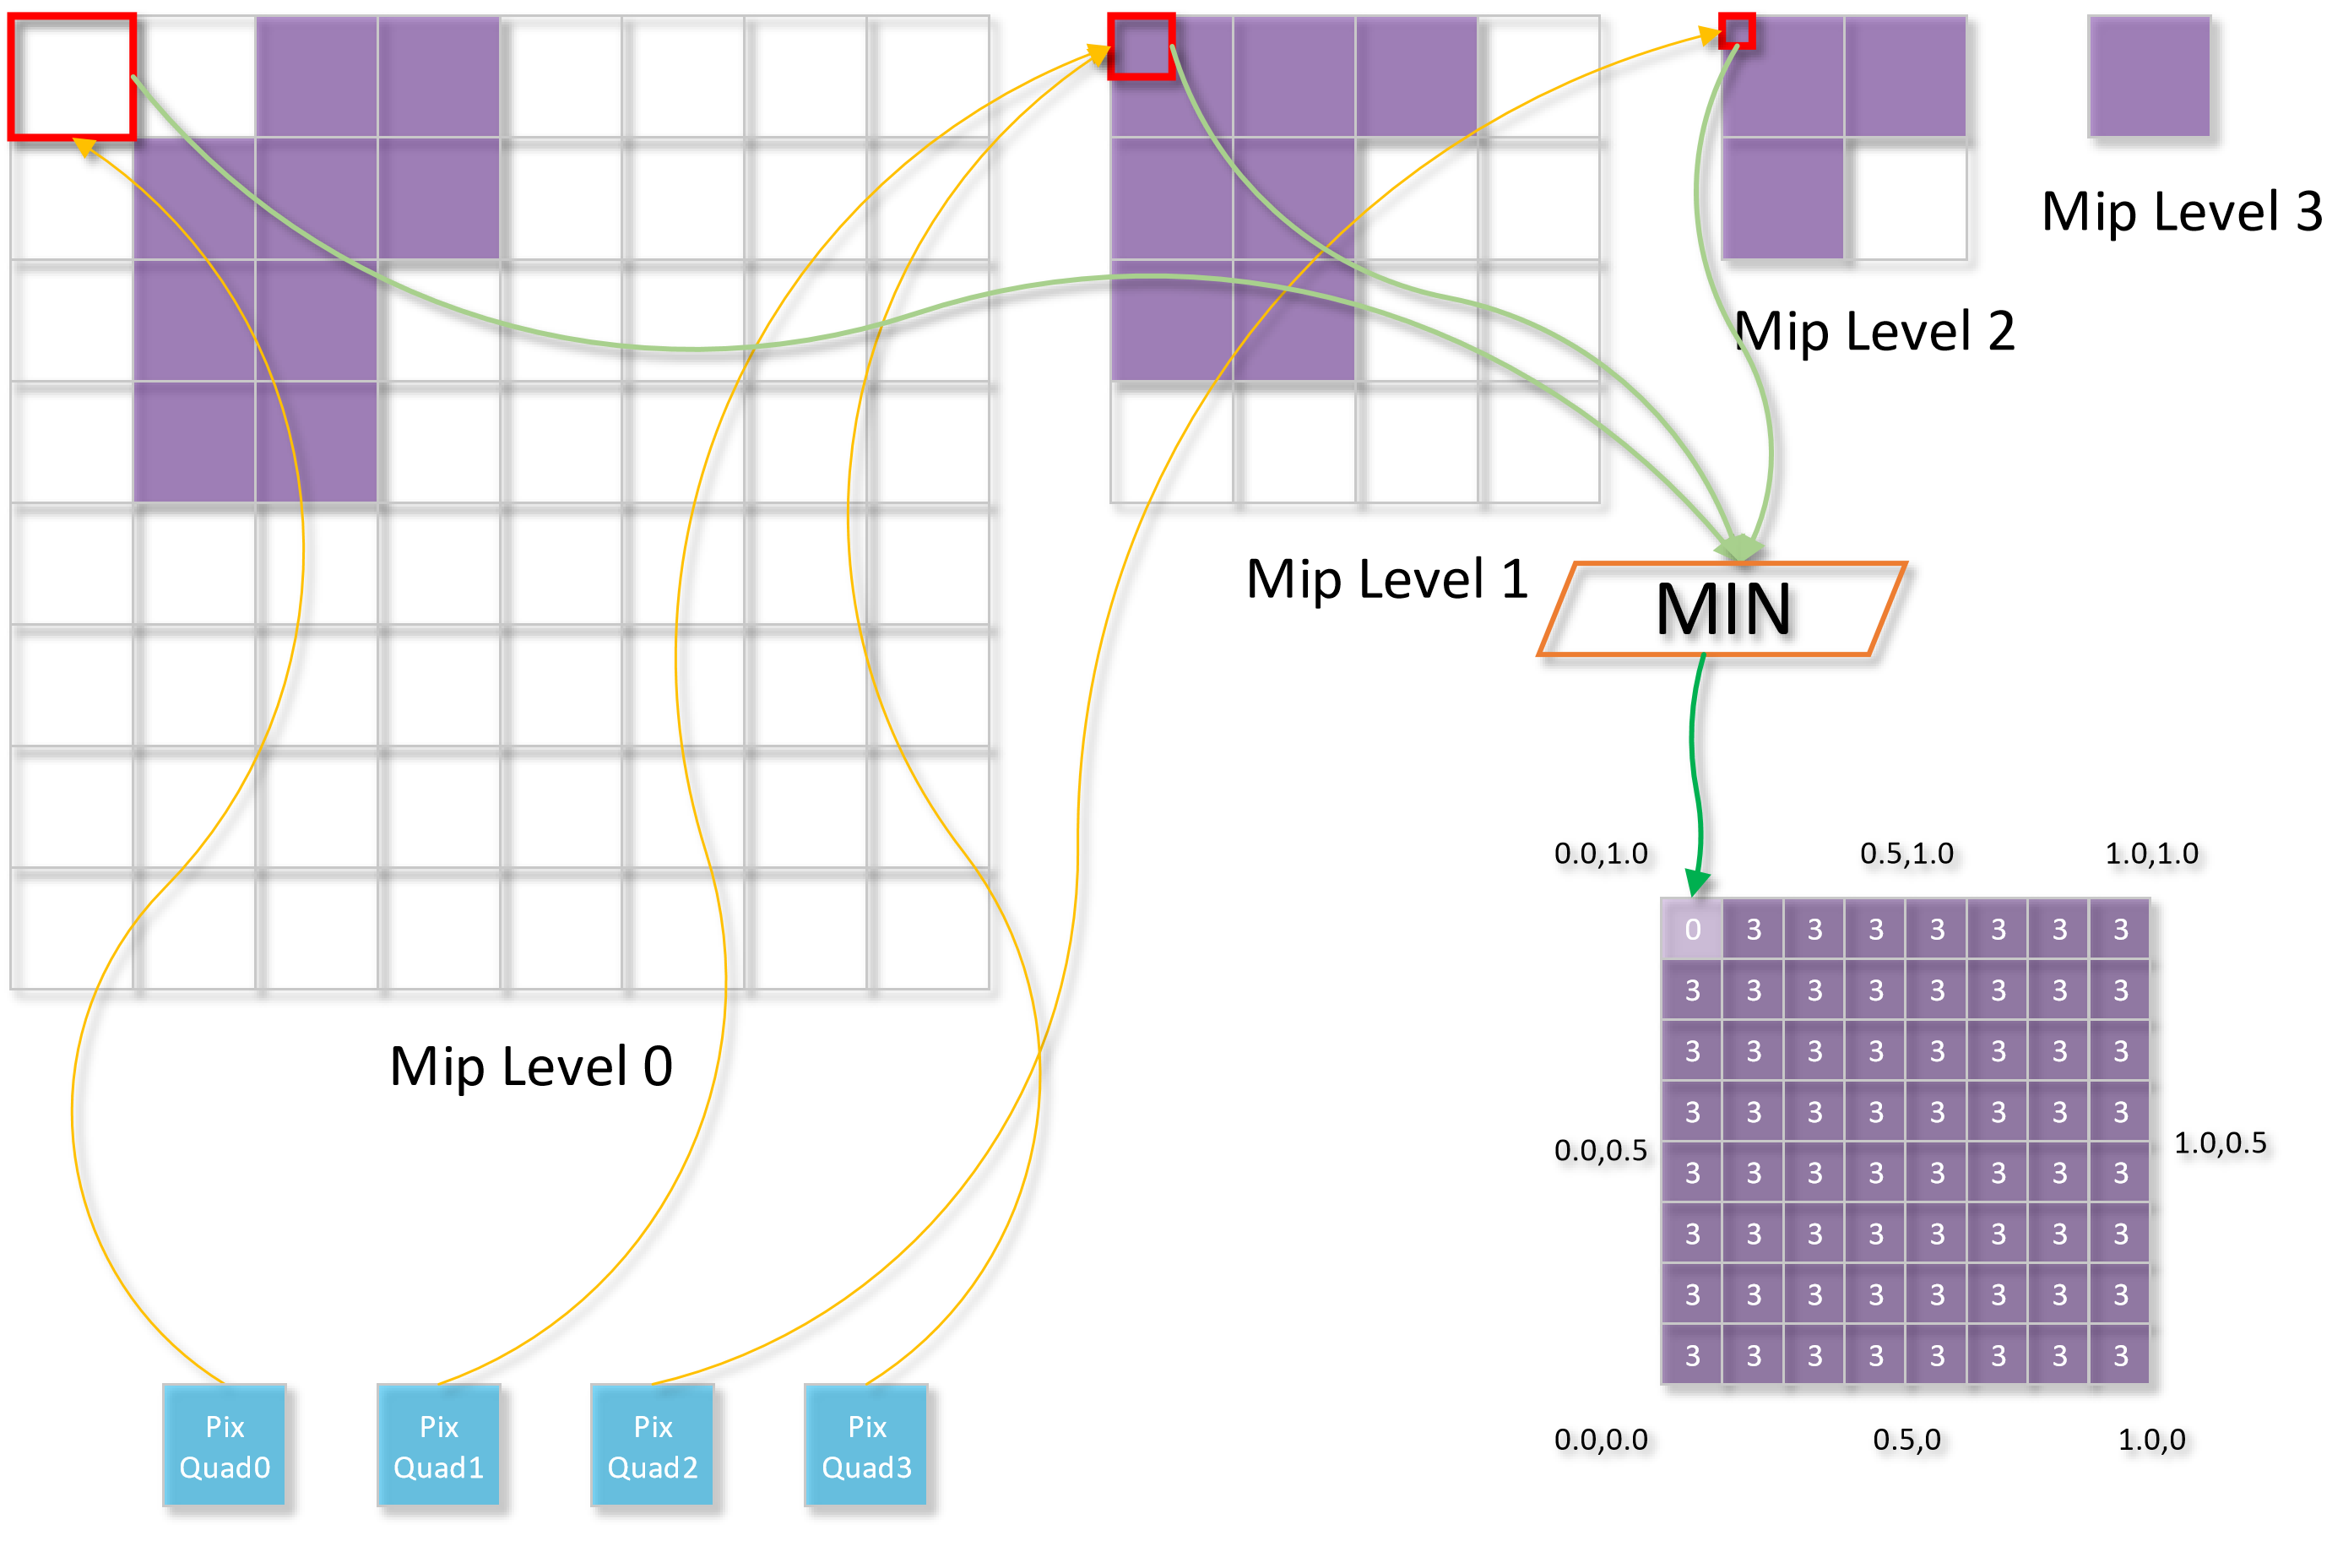 Mip Level 3
Mip Level 2
Mip Level 1
MIN
0.0,1.0 0.5,1.0 1.0,1.0
0 3 3 3 3 3 3 3
3 3 3 3 3 3 3 3
3 3 3 3 3 3 3 3
3 3 3 3 3 3 3 3
3 3 3 3 3 3 3 3
3 3 3 3 3 3 3 3
3 3 3 3 3 3 3 3
3 3 3 3 3 3 3 3
0.0,0.5
1.0,0.5
0.0,0.0 0.5,0 1.0,0
Mip Level 0
Pix
Quad0
Pix
Quad1
Pix
Quad2
Pix
Quad3